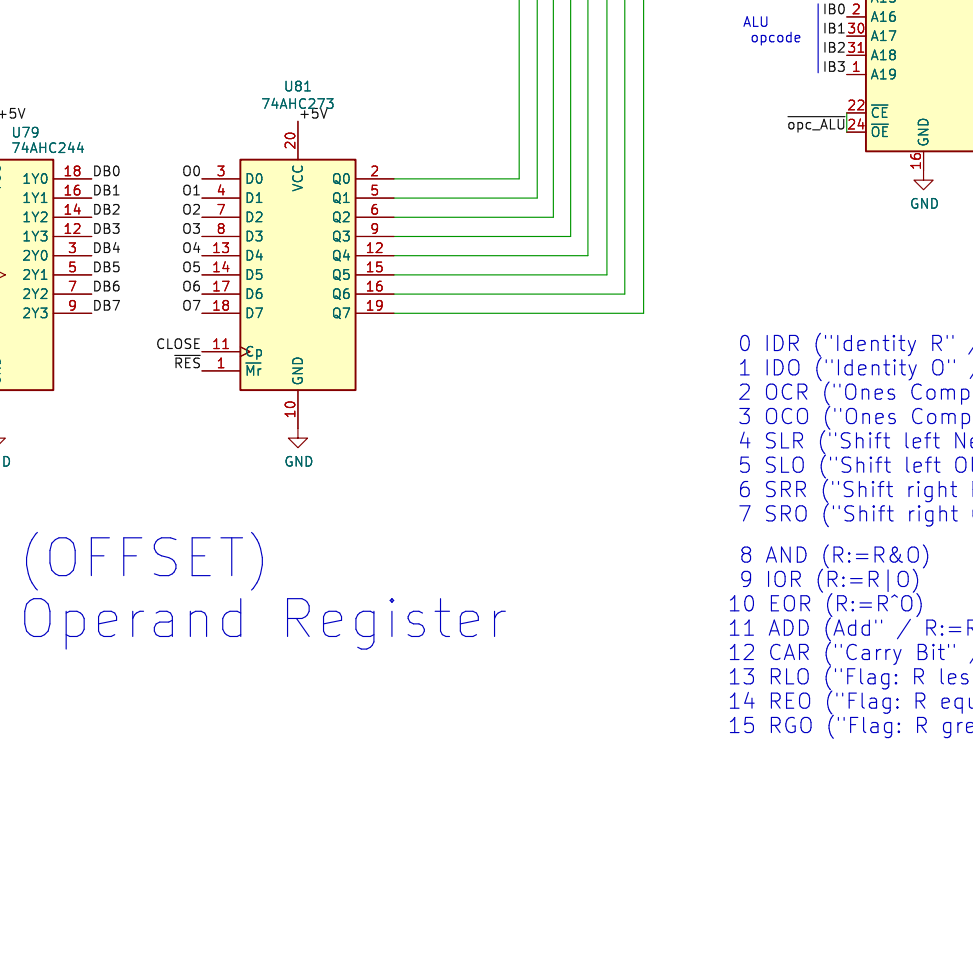 +5V
U79
74AHC244
1Y0 18 DB0
1Y1 16 DB1
1Y2 14 DB2
1Y3 12 DB3
2Y0 3 DB4
2Y1 5 DB5
2Y2 7 DB6
2Y3 9 DB7
U81
74AHC273
+5V
20
VCC
O0 3 D0 Q0 2
O1 4 D1 Q1 5
O2 7 D2 Q2 6
O3 8 D3 Q3 9
O4 13 D4 Q4 12
O5 14 D5 Q5 15
O6 17 D6 Q6 16
O7 18 D7 Q7 19
CLOSE 11 Cp
RES 1 Mr
GND
10
GND
ALU
opcode
IB0 2 A16
IB1 30 A17
IB2 31 A18
IB3 1 A19
22 CE
opc_ALU 24 OE
GND
16
GND
(OFFSET)
Operand Register
0 IDR ("Identity R" /
1 IDO ("Identity O" /
2 OCR ("Ones Comp
3 OCO ("Ones Comp
4 SLR ("Shift left Ne
5 SLO ("Shift left Ol
6 SRR ("Shift right
7 SRO ("Shift right
8 AND (R:=R&O)
9 IOR (R:=R|O)
10 EOR (R:=R^O)
11 ADD (Add" / R:=R
12 CAR ("Carry Bit" /
13 RLO ("Flag: R les
14 REO ("Flag: R equ
15 RGO ("Flag: R gre